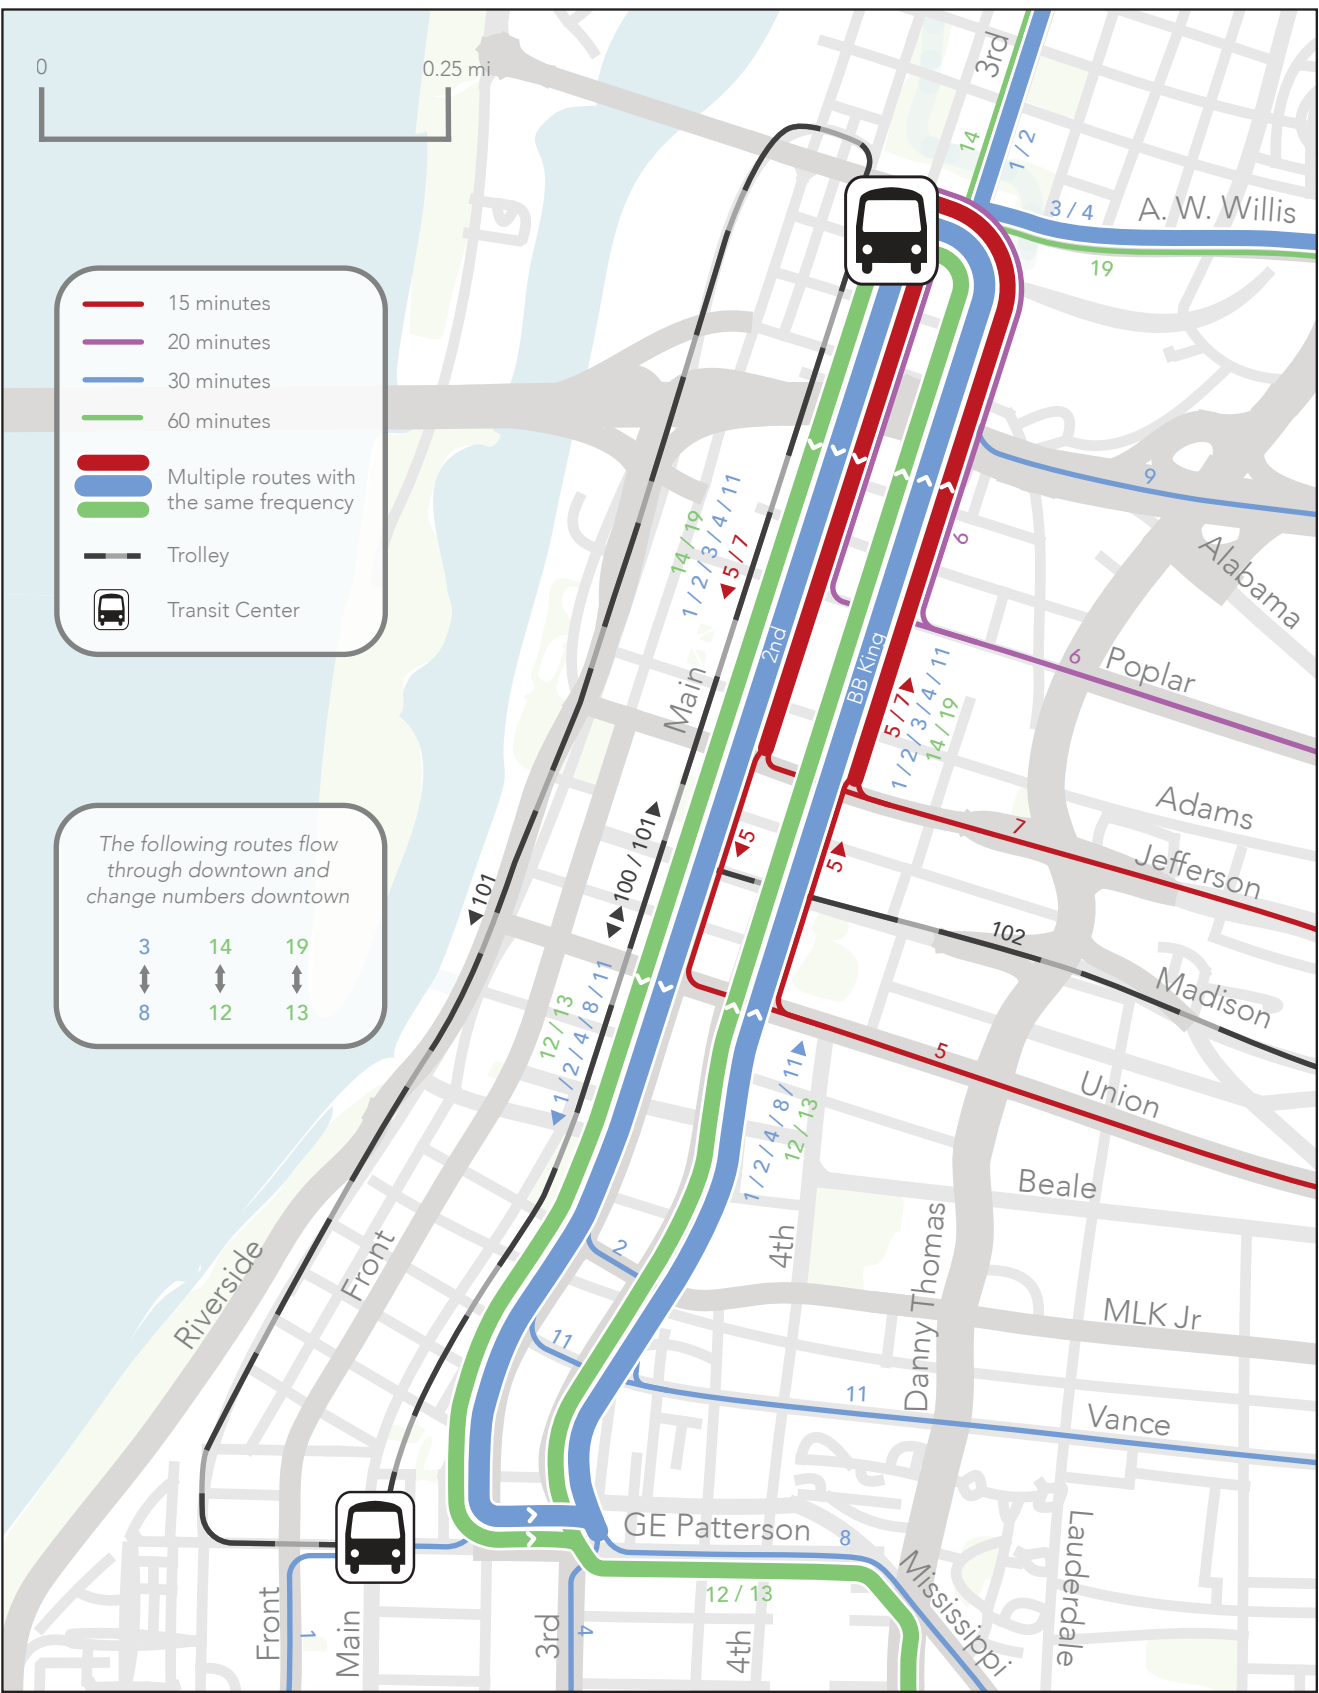 0
0.25 mi
3rd
14
1 / 2
3 / 4
A. W. Willis
19
15 minutes
20 minutes
30 minutes
60 minutes
Multiple routes with
the same frequency
Trolley
Transit Center
9
Alabama
14 / 19
1 / 2 / 3 / 4 / 11
5 / 7
6
2nd
BB King
Main
6
Poplar
5 / 7
1 / 2 / 3 / 4 / 11
14 / 19
Adams
7
Jefferson
The following routes flow
through downtown and
change numbers downtown
3
14
19
8
12
13
101
100 / 101
5
5
102
Madison
12 / 13
1 / 2 / 4 / 8 / 11
5
Union
1 / 2 / 4 / 8 / 11
12 / 13
Beale
4th
Danny Thomas
Riverside
Front
2
MLK Jr
11
11
Vance
GE Patterson
8
12 / 13
Mississippi
Lauderdale
Front
1
Main
3rd
4
4th